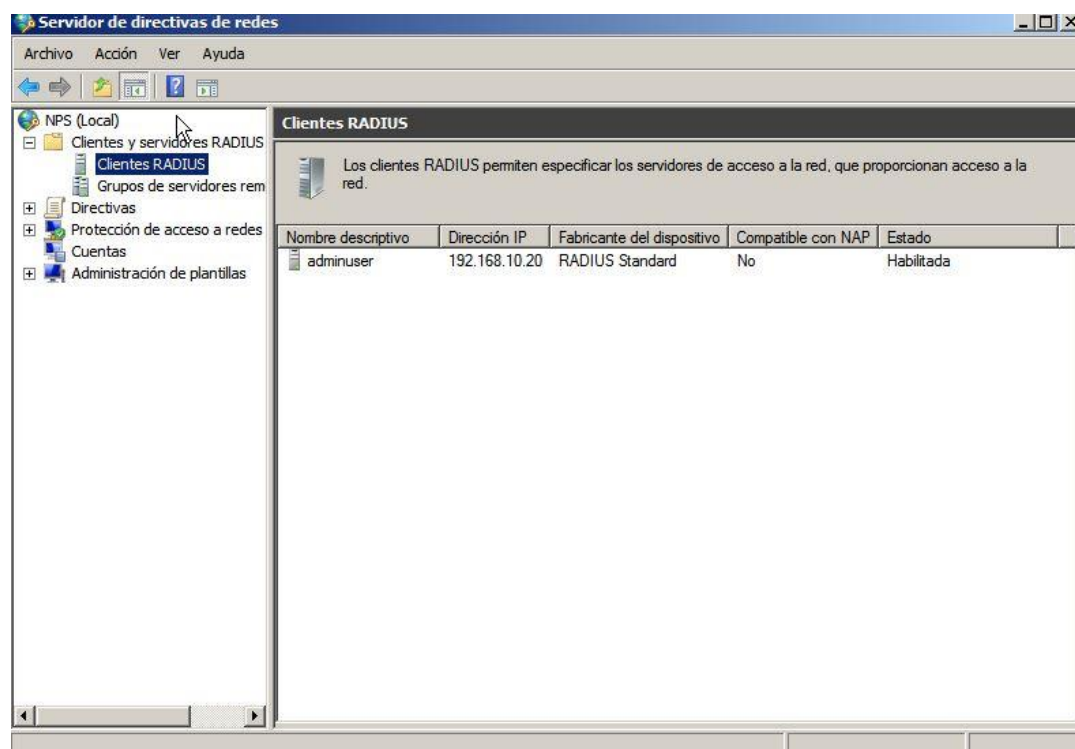 Servidor de directivas de redes
Archivo Acción Ver Ayuda
NPS (Local)
Clientes y servidores RADIUS
Clientes RADIUS
Grupos de servidores rem
Directivas
Protección de acceso a redes
Cuentas
Administración de plantillas
Clientes RADIUS
Los clientes RADIUS permiten especificar los servidores de acceso a la red, que proporcionan acceso a la
red.
Nombre descriptivo Dirección IP Fabricante del dispositivo Compatible con NAP Estado
adminuser 192.168.10.20 RADIUS Standard No Habilitada